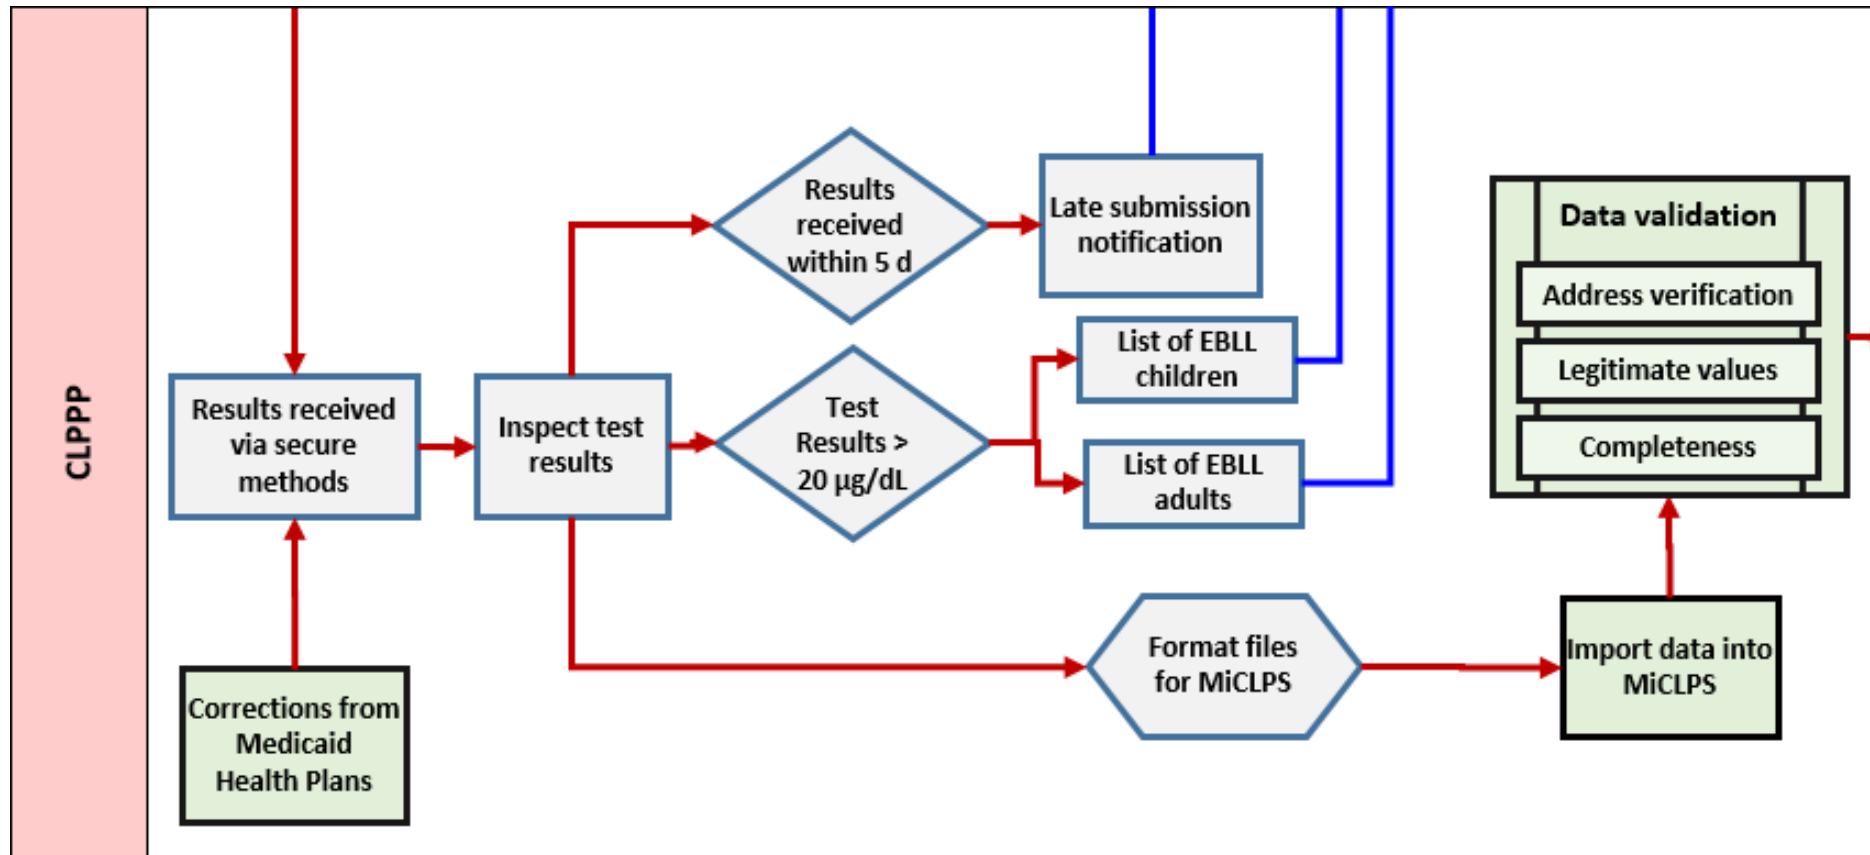 CLPPP
Results
received
within 5 d
Late submission
notification
Data validation
Address verification
Legitimate values
Completeness
List of EBLL
children
Results received
via secure
methods
Inspect test
results
Test
Results >
20 µg/dL
List of EBLL
adults
Format files
for MiCLPS
Import data into
MiCLPS
Corrections from
Medicaid
Health Plans